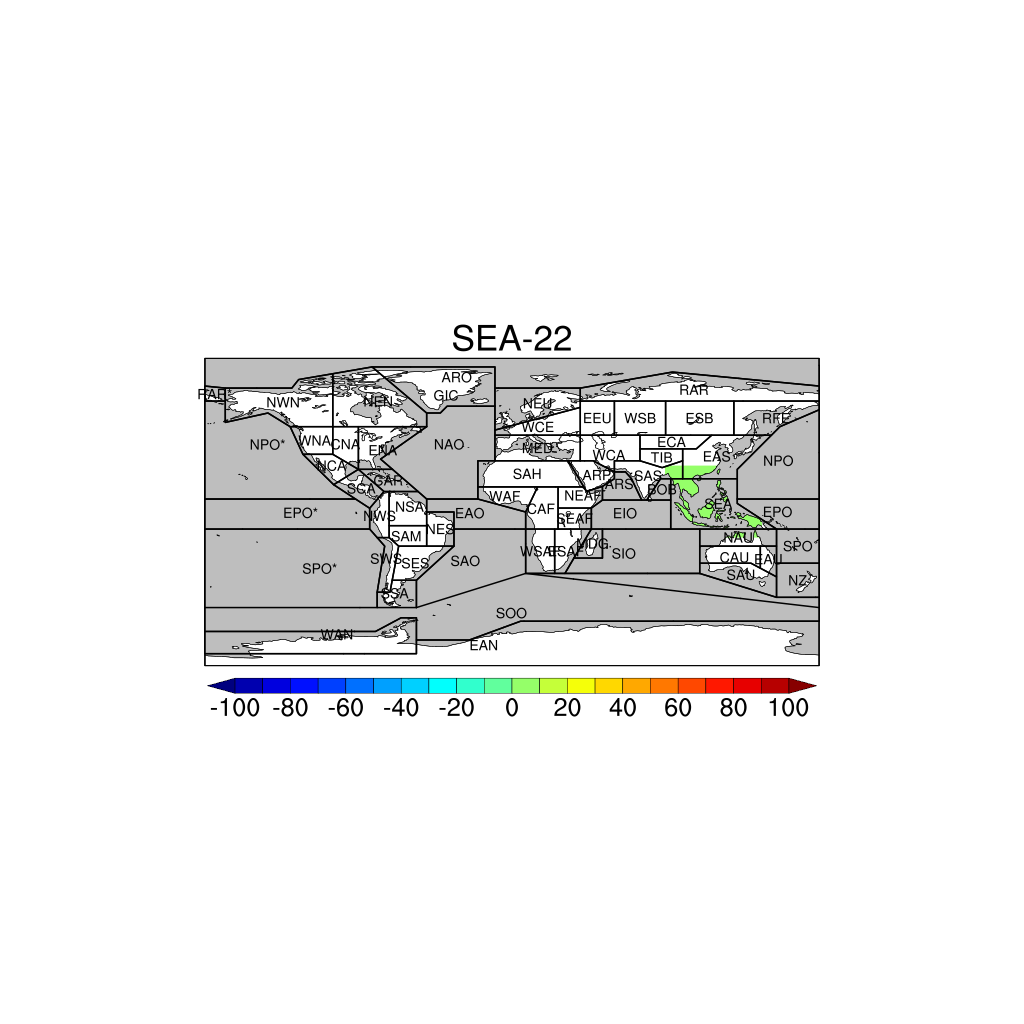 SEA-22
ARO
RAR
RAR
GIC
NWN
NEN
NEU
EEU
WSB
ESB
RFE
WCE
NPO*
WNA
CNA
ENA
NAO
MED
WCA
ECA
TIB
EAS
NPO
NCA
CAR
SCA
SAH
ARP
SAS
ARS
BOB
WAF
NEAF
CAF
SEAF
SEA
EPO*
NWS
NSA
NES
EAO
EIO
EPO
SAM
NAU
SPO
SPO*
SWS
SES
SAO
WSAF
ESAF
MDG
SIO
CAU
EAU
SAU
NZ
SSA
SOO
WAN
EAN
-100 -80 -60 -40 -20 0 20 40 60 80 100